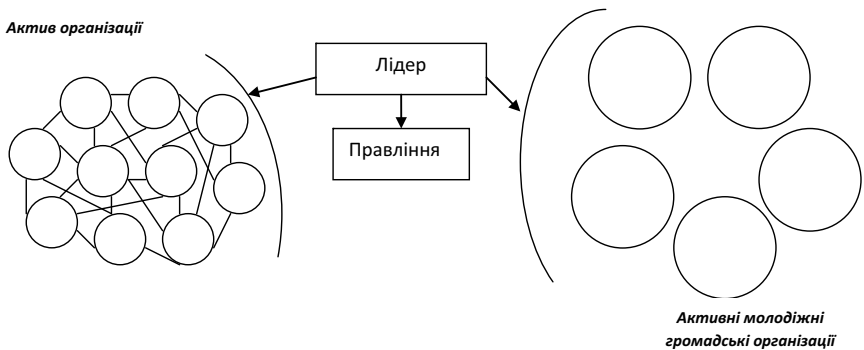 Актив організації
Лідер
Правління
Активні молодіжні
громадські організації